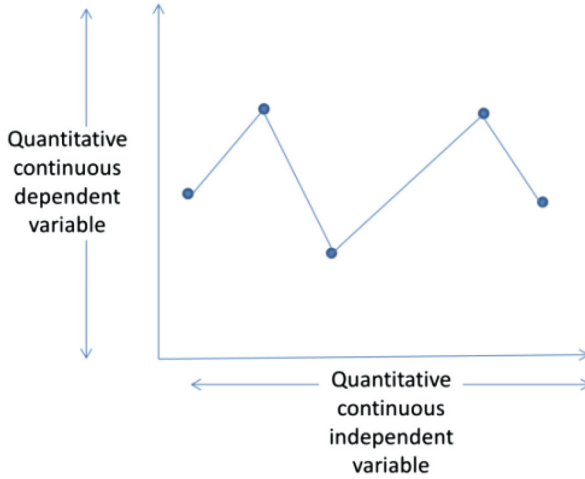 Quantitative
continuous
dependent
variable
Quantitative
continuous
independent
variable